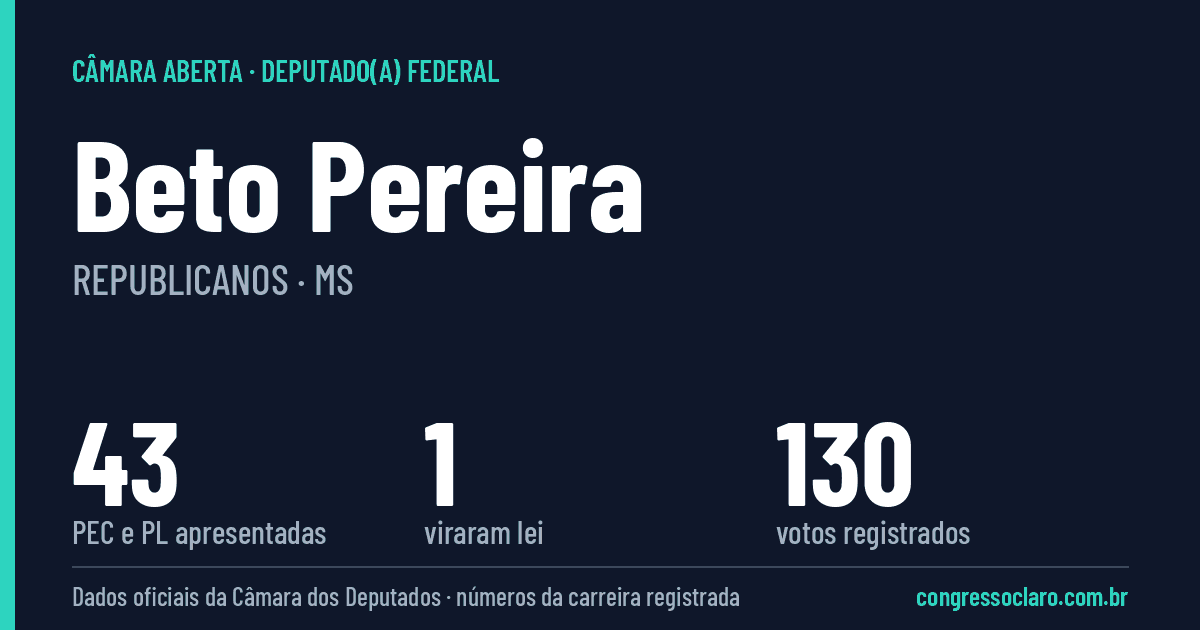 CÂMARA ABERTA · DEPUTADO(A) FEDERAL
Beto Pereira
REPUBLICANOS · MS
43 1 130
PEC e PL apresentadas viraram lei votos registrados
Dados oficiais da Câmara dos Deputados · números da carreira registrada congressoclaro.com.br